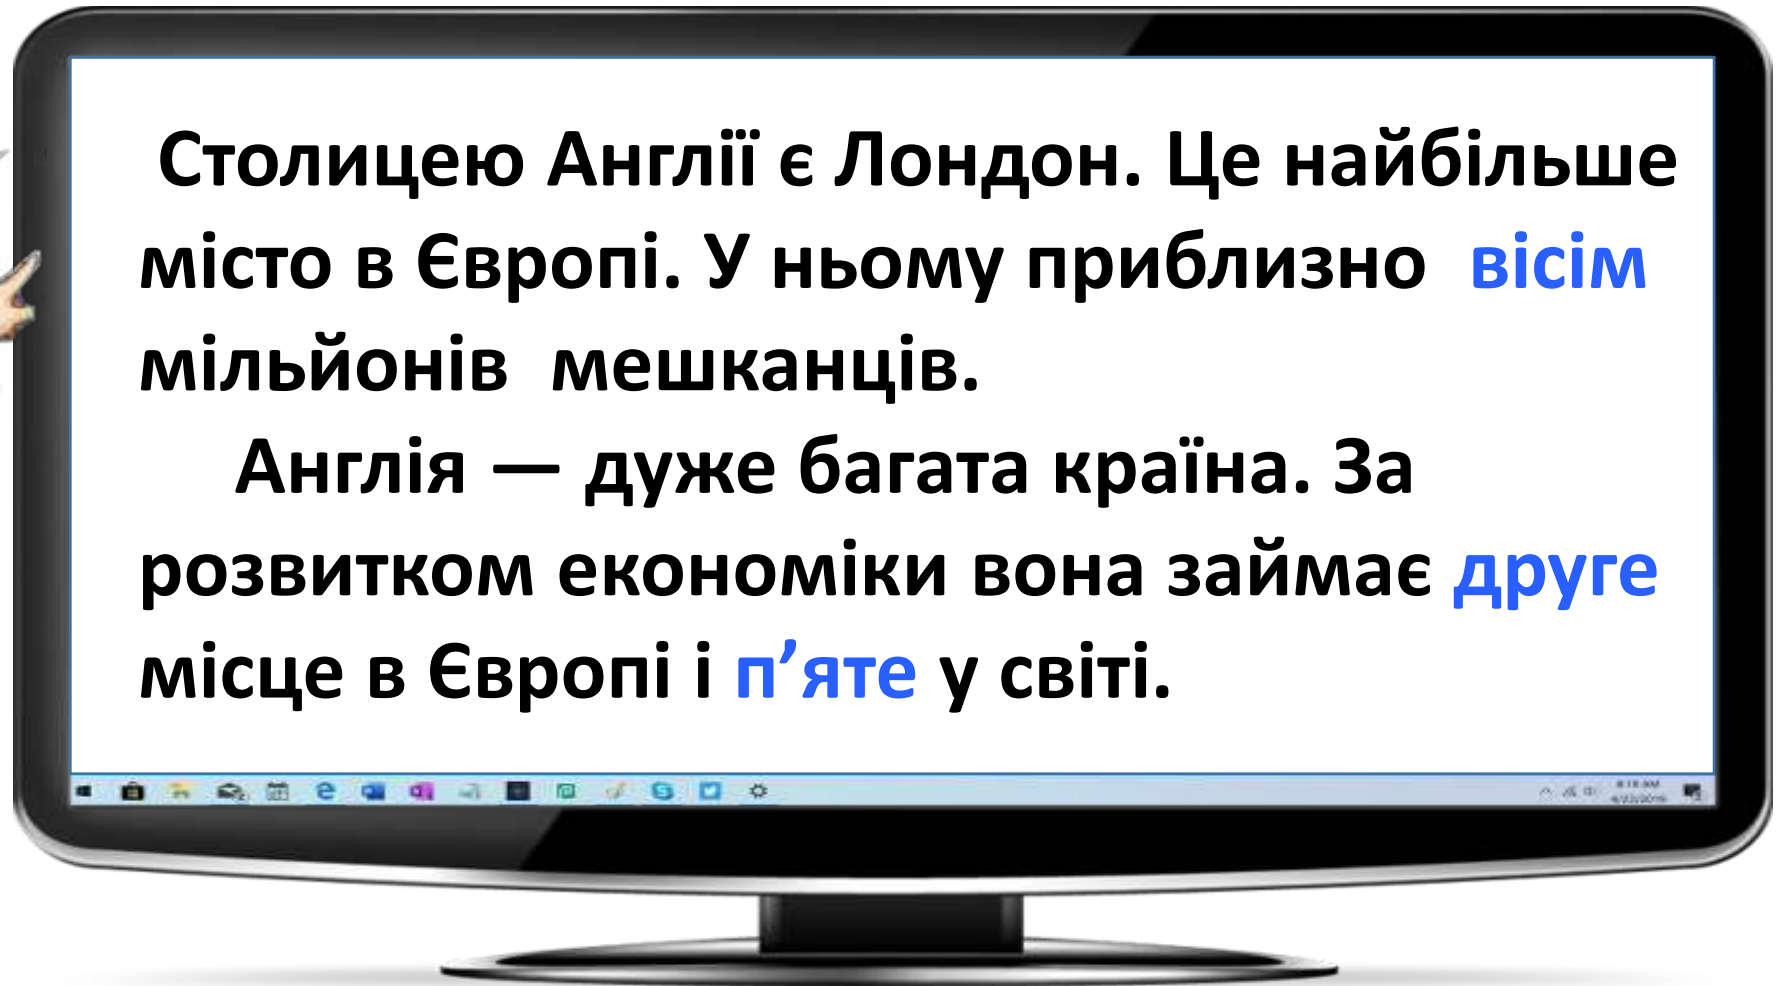 Столицею Англії є Лондон. Це найбільше
місто в Європі. У ньому приблизно вісім
мільйонів мешканців.
Англія — дуже багата країна. За
розвитком економіки вона займає друге
місце в Європі і п’яте у світі.